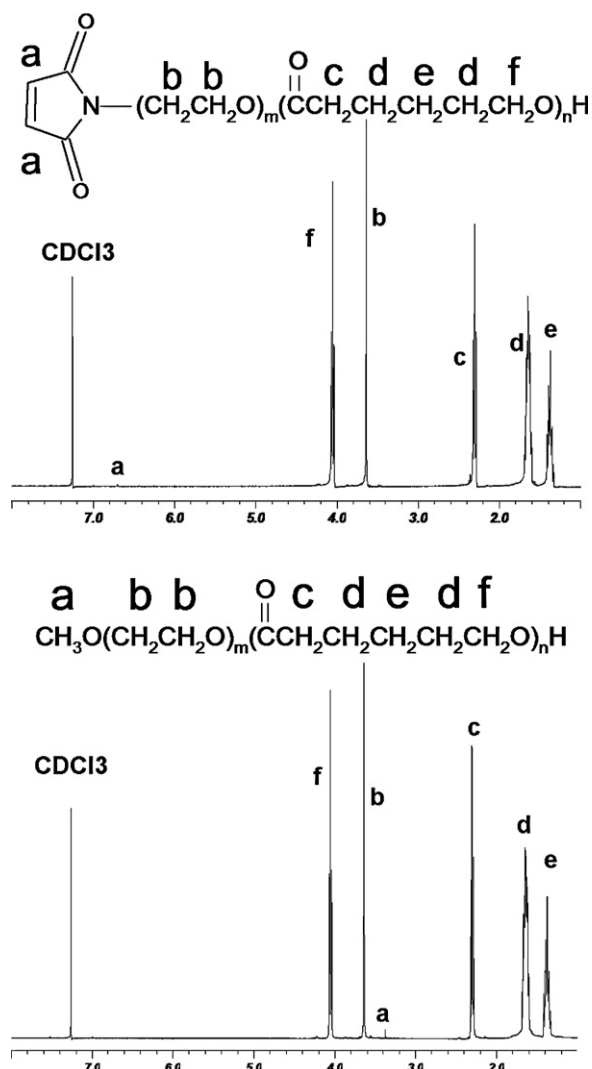 O
a b b O c d e d f
N—(CH₂CH₂O)ₘ(CCH₂CH₂CH₂CH₂CH₂O)ₙH
a
O
b
f
CDCl3
c d e
a
7.0 6.0 5.0 4.0 3.0 2.0
a b b O c d e d f
CH₃O(CH₂CH₂O)ₘ(CCH₂CH₂CH₂CH₂CH₂O)ₙH
c
CDCl3
f b
d
e
a
7.0 6.0 5.0 4.0 3.0 2.0